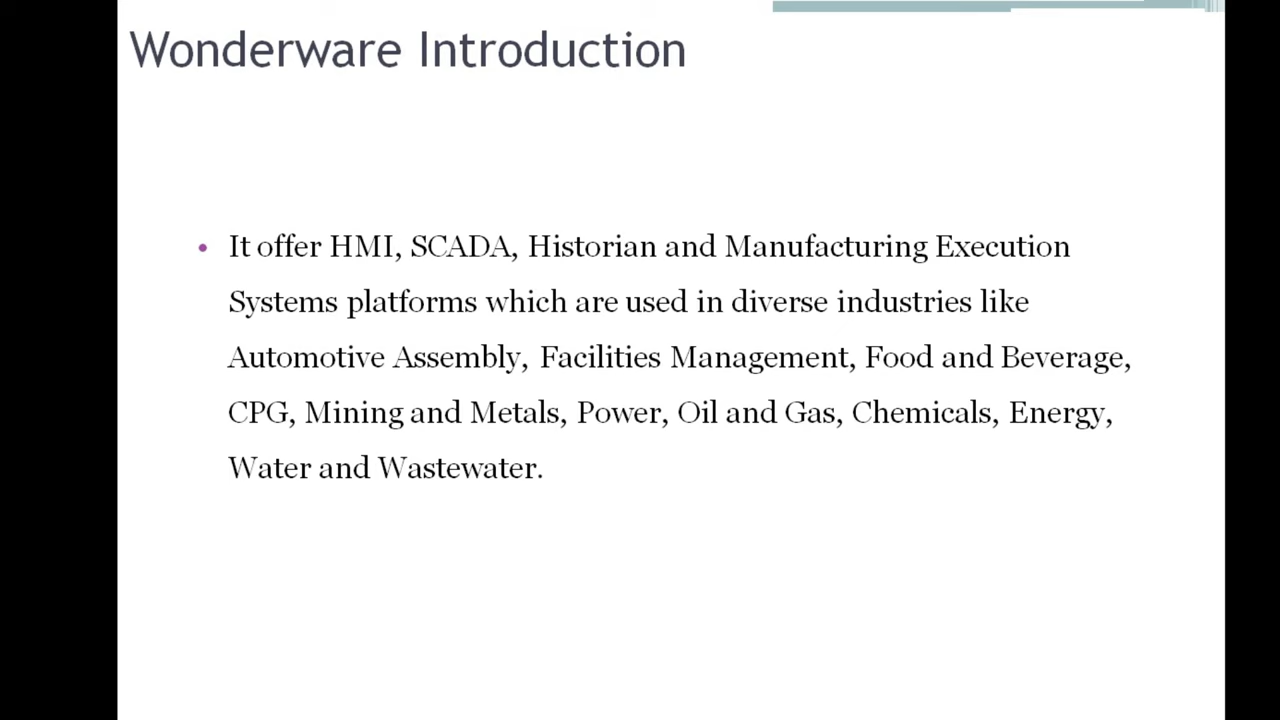 Wonderware Introduction
• It offer HMI, SCADA, Historian and Manufacturing Execution
Systems platforms which are used in diverse industries like
Automotive Assembly, Facilities Management, Food and Beverage,
CPG, Mining and Metals, Power, Oil and Gas, Chemicals, Energy,
Water and Wastewater.